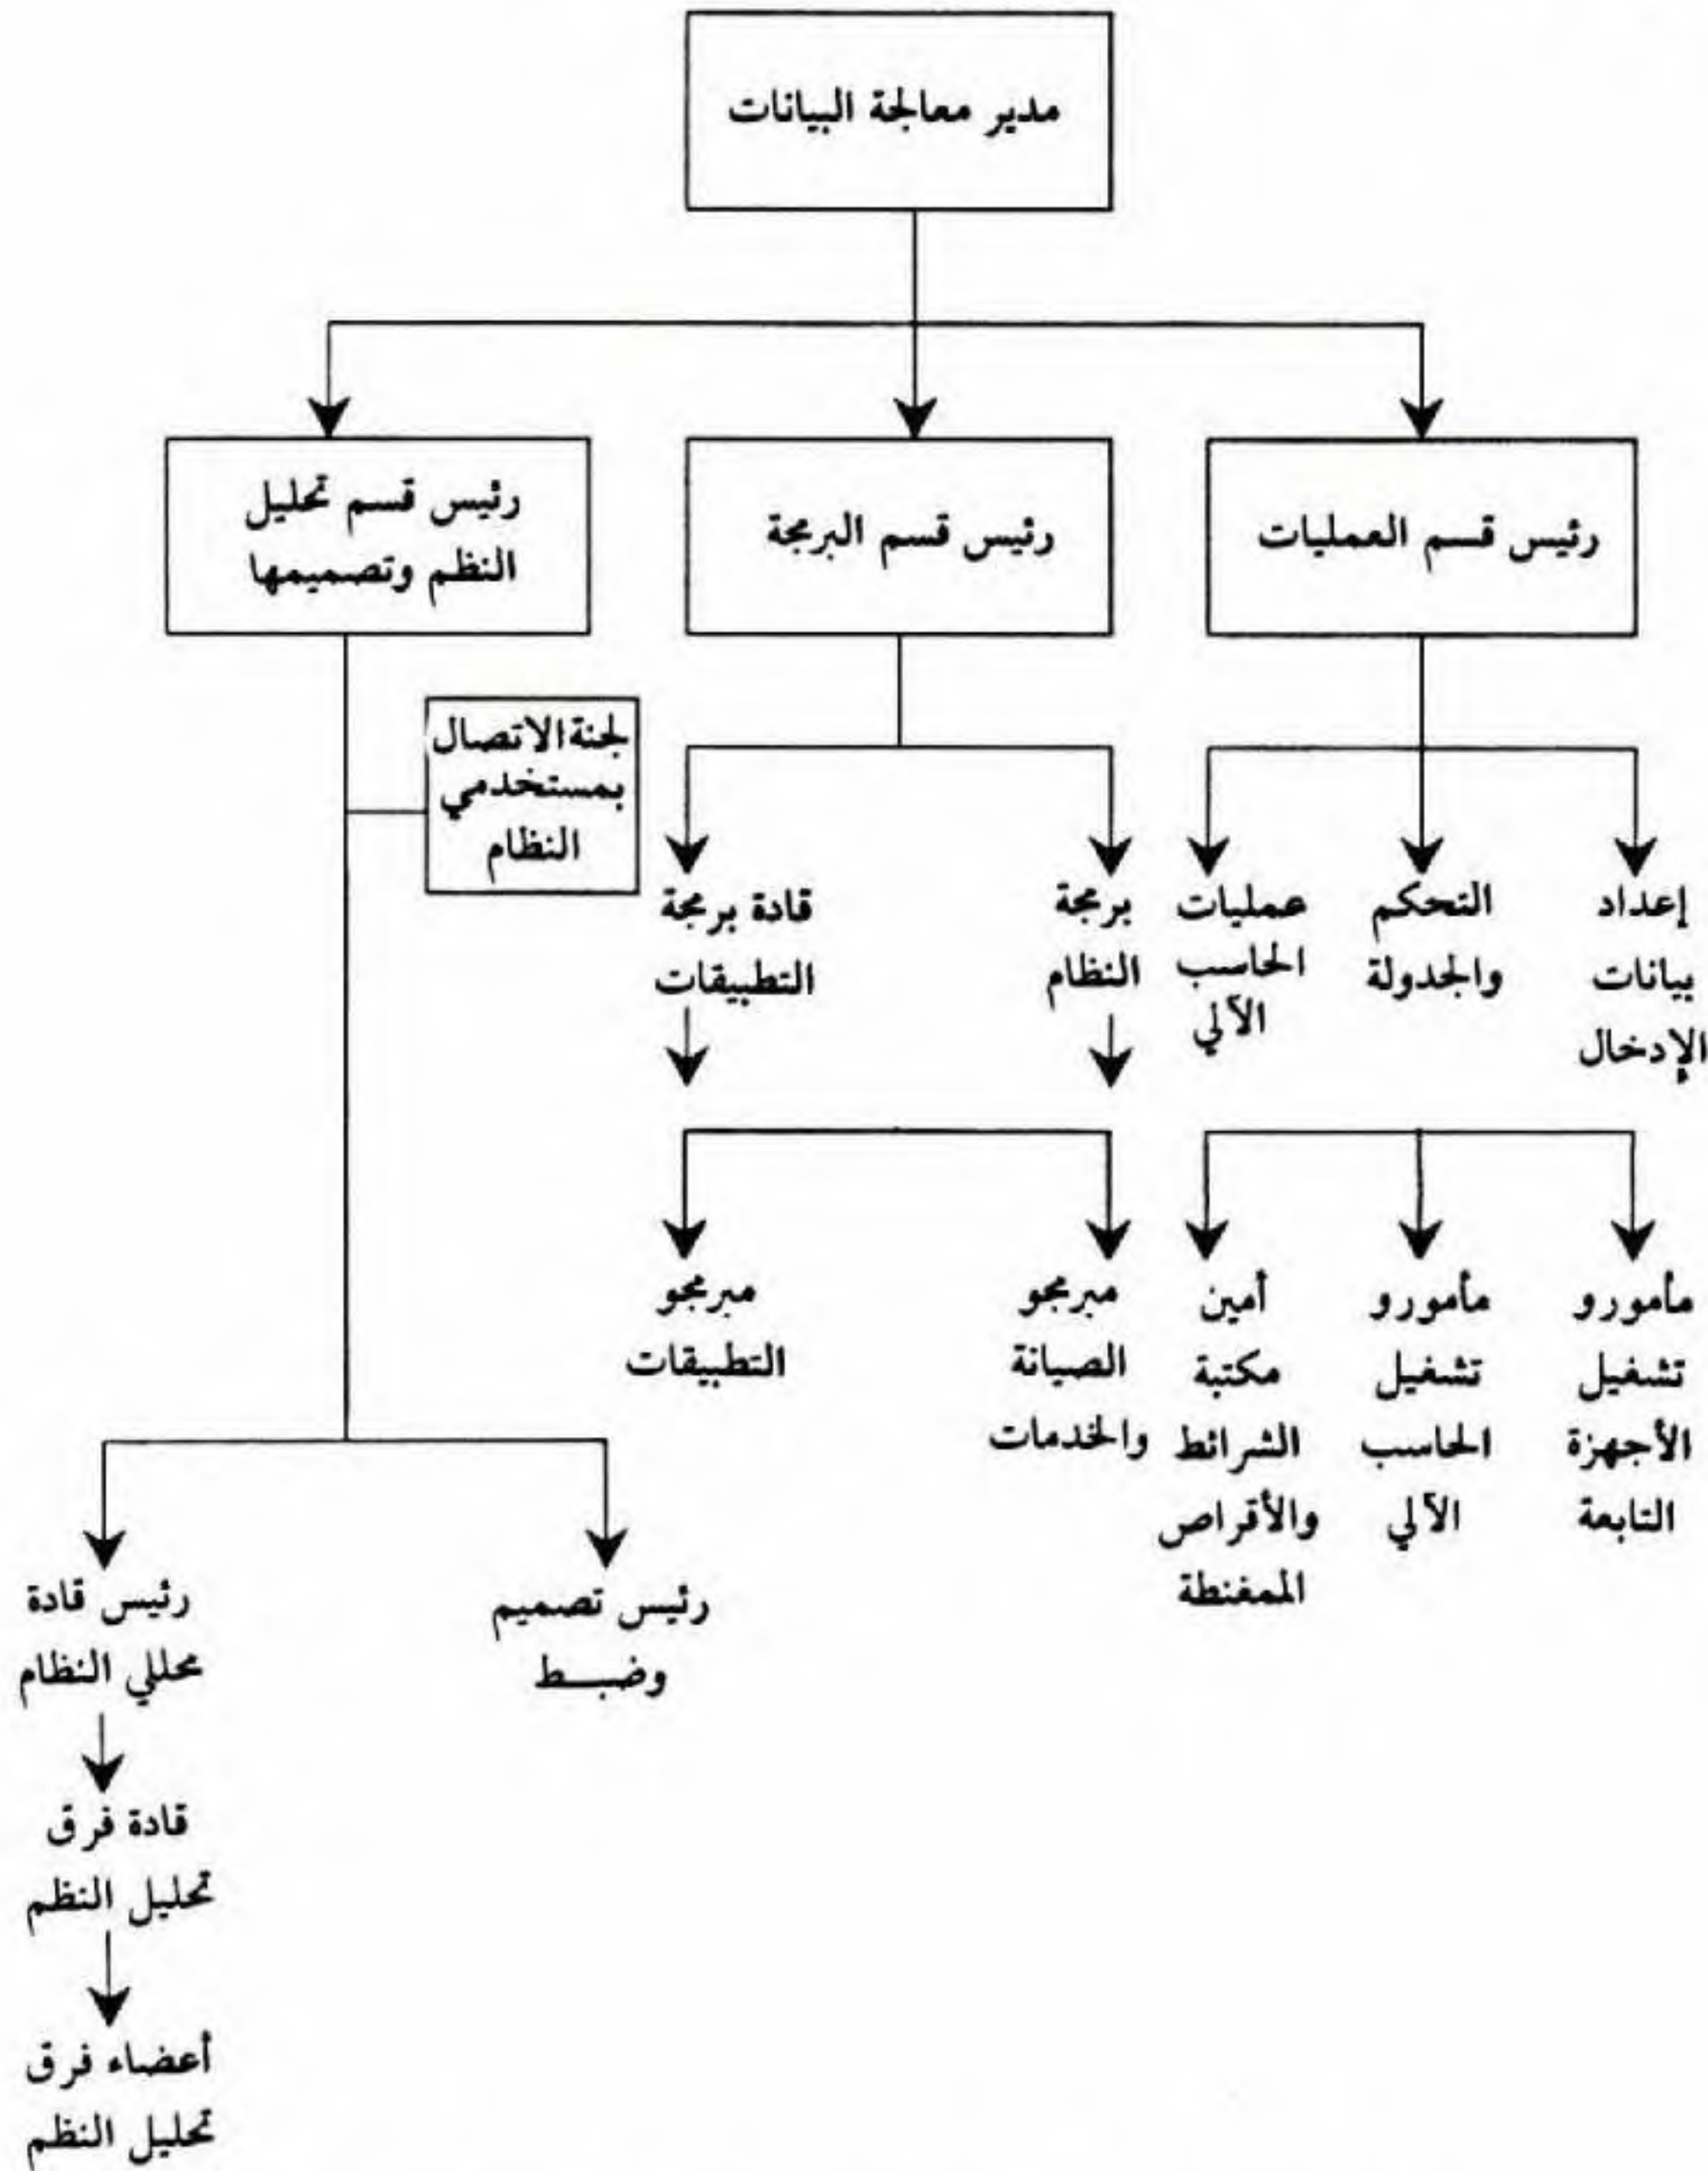 مدير معالجة البيانات
رئيس قسم العمليات
رئيس قسم البرمجة
رئيس قسم تحليل
النظم وتصميمها
لجنة الاتصال
بمستخدمي
النظام
إعداد
بيانات
الإدخال
التحكم
والجدولة
عمليات
الحاسب
الآلي
برمجة
النظام
قادة برمجة
التطبيقات
مأمورو
تشغيل
الأجهزة
التابعة
مأمورو
تشغيل
الحاسب
الآلي
أمين
مكتبة
الشرائط
والأقراص
الممغنطة
مبرمجو
الصيانة
والخدمات
مبرمجو
التطبيقات
رئيس تصميم
وضبــط
رئيس قادة
محللي النظام
قادة فرق
تحليل النظم
أعضاء فرق
تحليل النظم